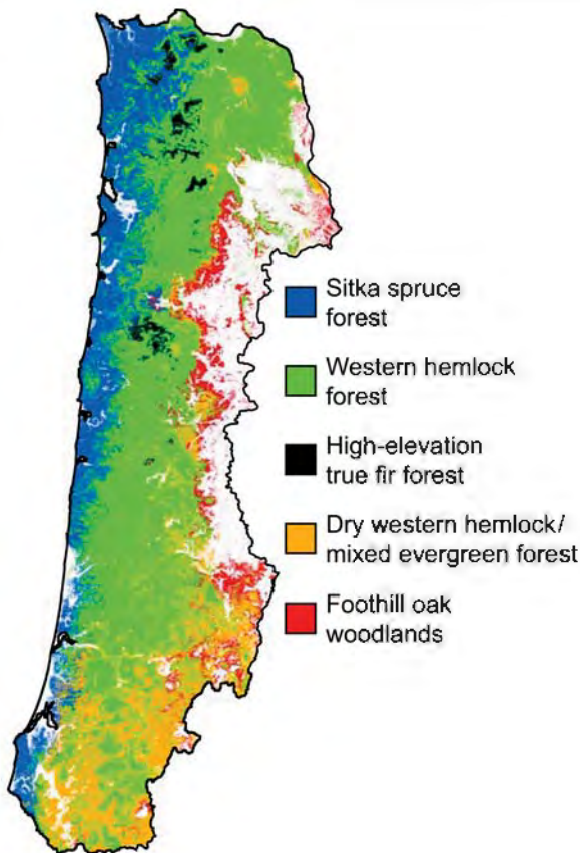 Sitka spruce
forest
Western hemlock
forest
High-elevation
true fir forest
Dry western hemlock/
mixed evergreen forest
Foothill oak
woodlands